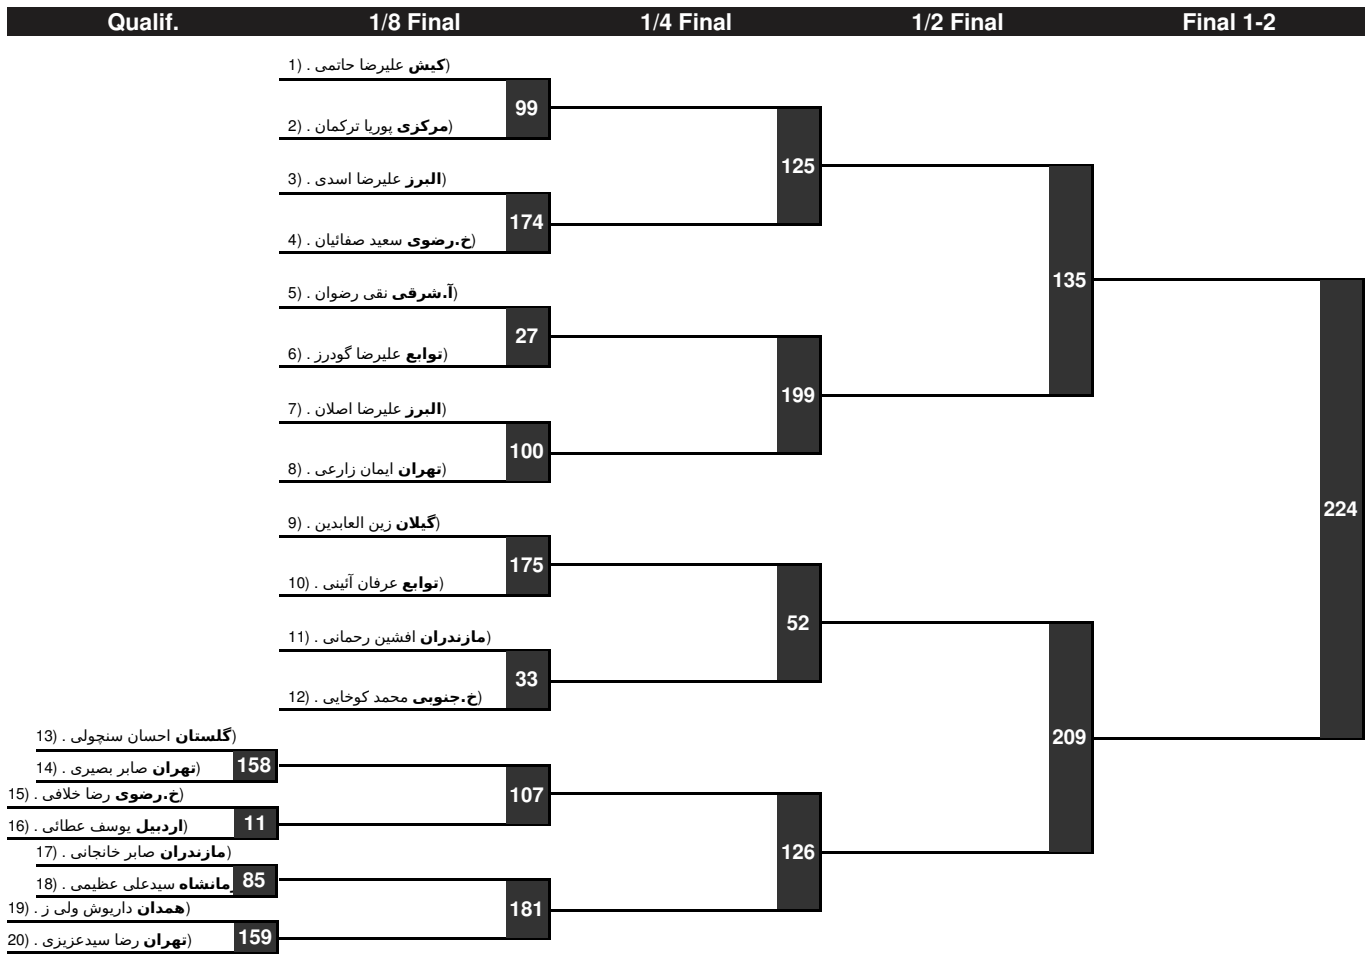 Qualif. 1/8 Final 1/4 Final 1/2 Final Final 1-2
1) . علیرضا حاتمی کیش)
99
2) . پوریا ترکمان مرکزی)
125
3) . علیرضا اسدی البرز)
174
4) . سعید صفائیان خ.رضوی)
135
5) . نقی رضوان آ.شرقی)
27
6) . علیرضا گودرز توابع)
199
7) . علیرضا اصلان البرز)
100
8) . ایمان زارعی تهران)
224
9) . زین العابدین گیلان)
175
10) . عرفان آئینی توابع)
52
11) . افشین رحمانی مازندران)
33
12) . محمد کوخایی خ.جنوبی)
209
13) . احسان سنچولی گلستان)
158
14) . صابر بصیری تهران)
107
15) . رضا خلافی خ.رضوی)
11
16) . یوسف عطائی اردبیل)
126
17) . صابر خانجانی مازندران)
85
18) . سیدعلی عظیمی رمانشاه
181
19) . داریوش ولی ز همدان)
159
20) . رضا سیدعزیزی تهران)